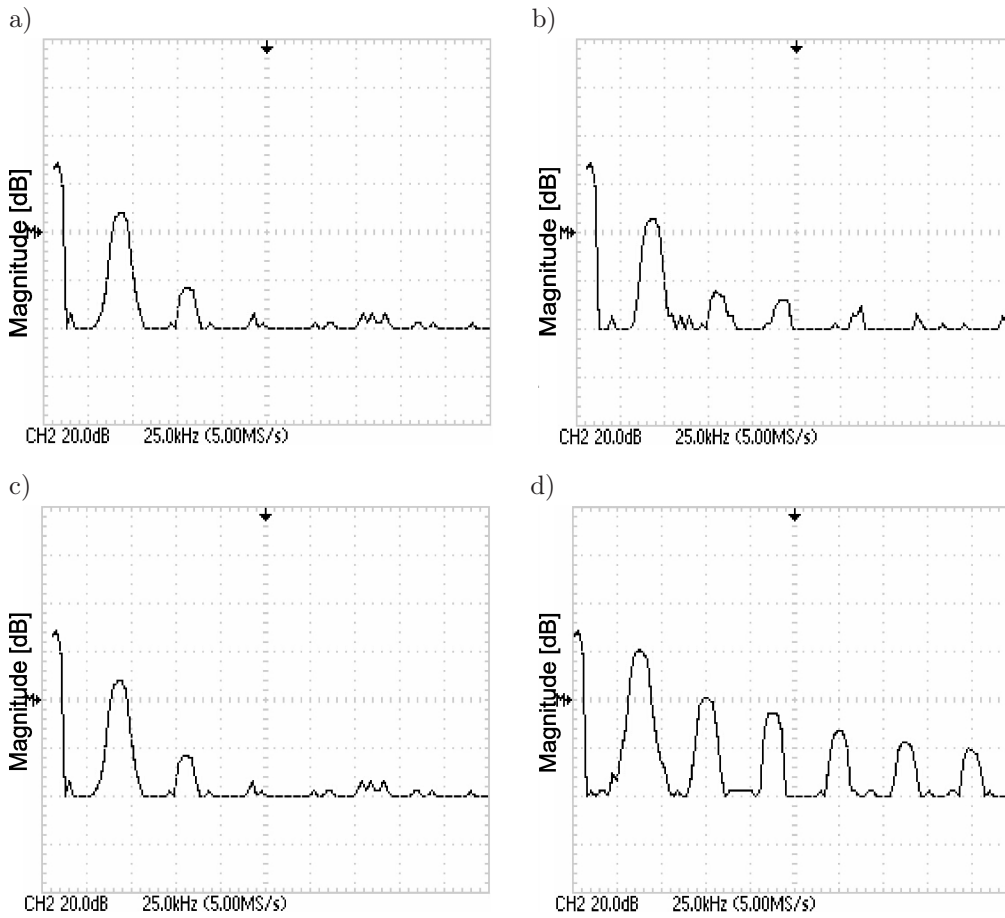 a)
b)
Magnitude [dB]
M
Magnitude [dB]
M
CH2 20.0dB 25.0kHz (5.00MS/s)
CH2 20.0dB 25.0kHz (5.00MS/s)
c)
d)
Magnitude [dB]
M
Magnitude [dB]
M
CH2 20.0dB 25.0kHz (5.00MS/s)
CH2 20.0dB 25.0kHz (5.00MS/s)